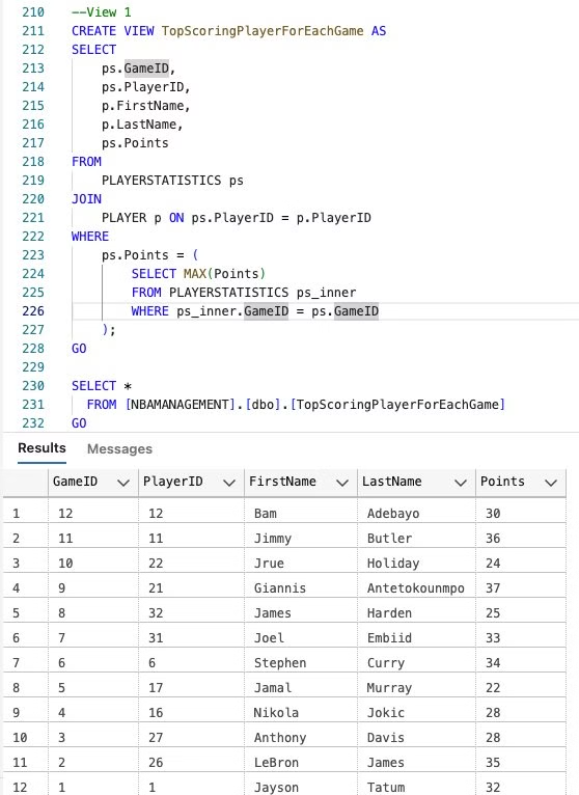 210 --View 1
211 CREATE VIEW TopScoringPlayerForEachGame AS
212 SELECT
213 ps.GameID,
214 ps.PlayerID,
215 p.FirstName,
216 p.LastName,
217 ps.Points
218 FROM
219 PLAYERSTATISTICS ps
220 JOIN
221 PLAYER p ON ps.PlayerID = p.PlayerID
222 WHERE
223 ps.Points = (
224 SELECT MAX(Points)
225 FROM PLAYERSTATISTICS ps_inner
226 WHERE ps_inner.GameID = ps.GameID
227 );
228 GO
229
230 SELECT *
231 FROM [NBAMANAGEMENT].[dbo].[TopScoringPlayerForEachGame]
232 GO
Results Messages
GameID PlayerID FirstName LastName Points
1 12 12 Bam Adebayo 30
2 11 11 Jimmy Butler 36
3 10 22 Jrue Holiday 24
4 9 21 Giannis Antetokounmpo 37
5 8 32 James Harden 25
6 7 31 Joel Embiid 33
7 6 6 Stephen Curry 34
8 5 17 Jamal Murray 22
9 4 16 Nikola Jokic 28
10 3 27 Anthony Davis 28
11 2 26 LeBron James 35
12 1 1 Jayson Tatum 32